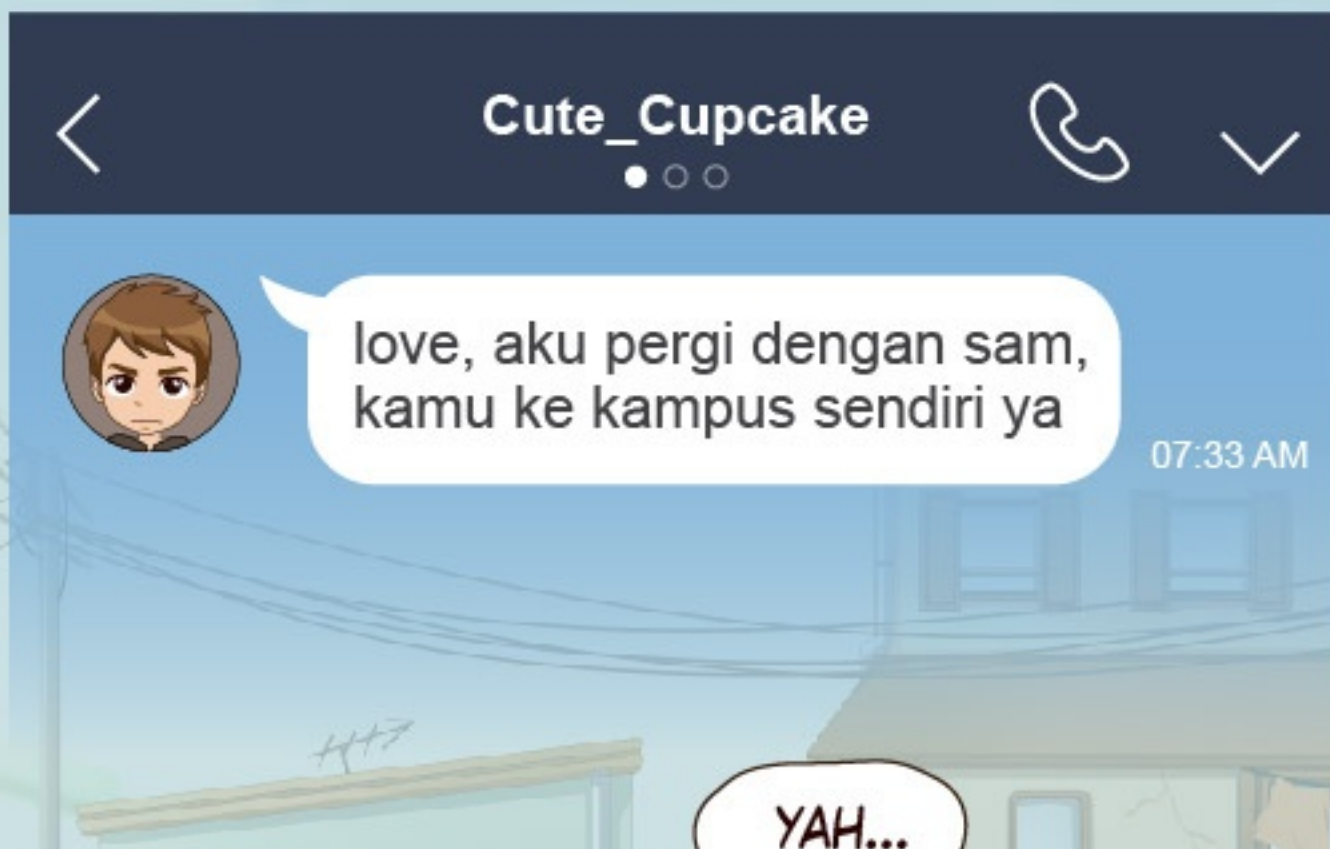 Cute_Cupcake
love, aku pergi dengan sam,
kamu ke kampus sendiri ya
07:33 AM
YAH...